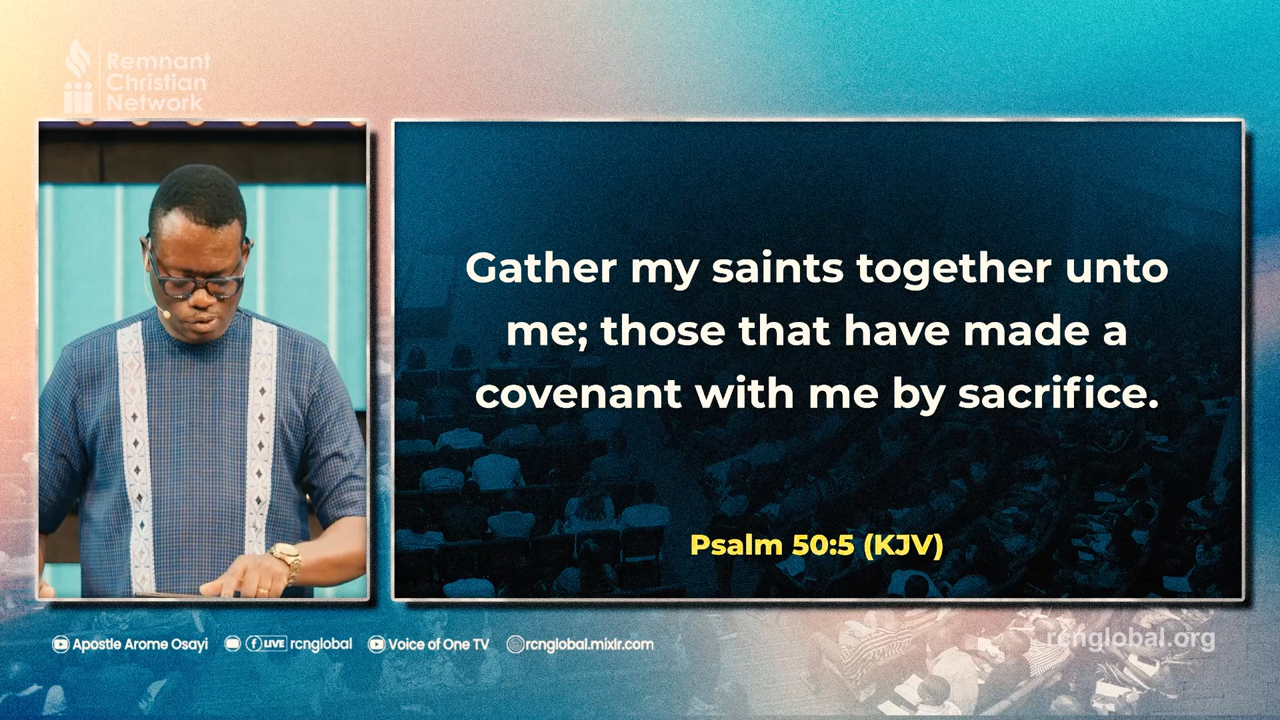 Remnant
Christian
Network
Gather my saints together unto
me; those that have made a
covenant with me by sacrifice.
Psalm 50:5 (KJV)
Apostle Arome Osayi
LIVE rcnglobal
Voice of One TV
rcnglobal.mixlr.com
rcnglobal.org